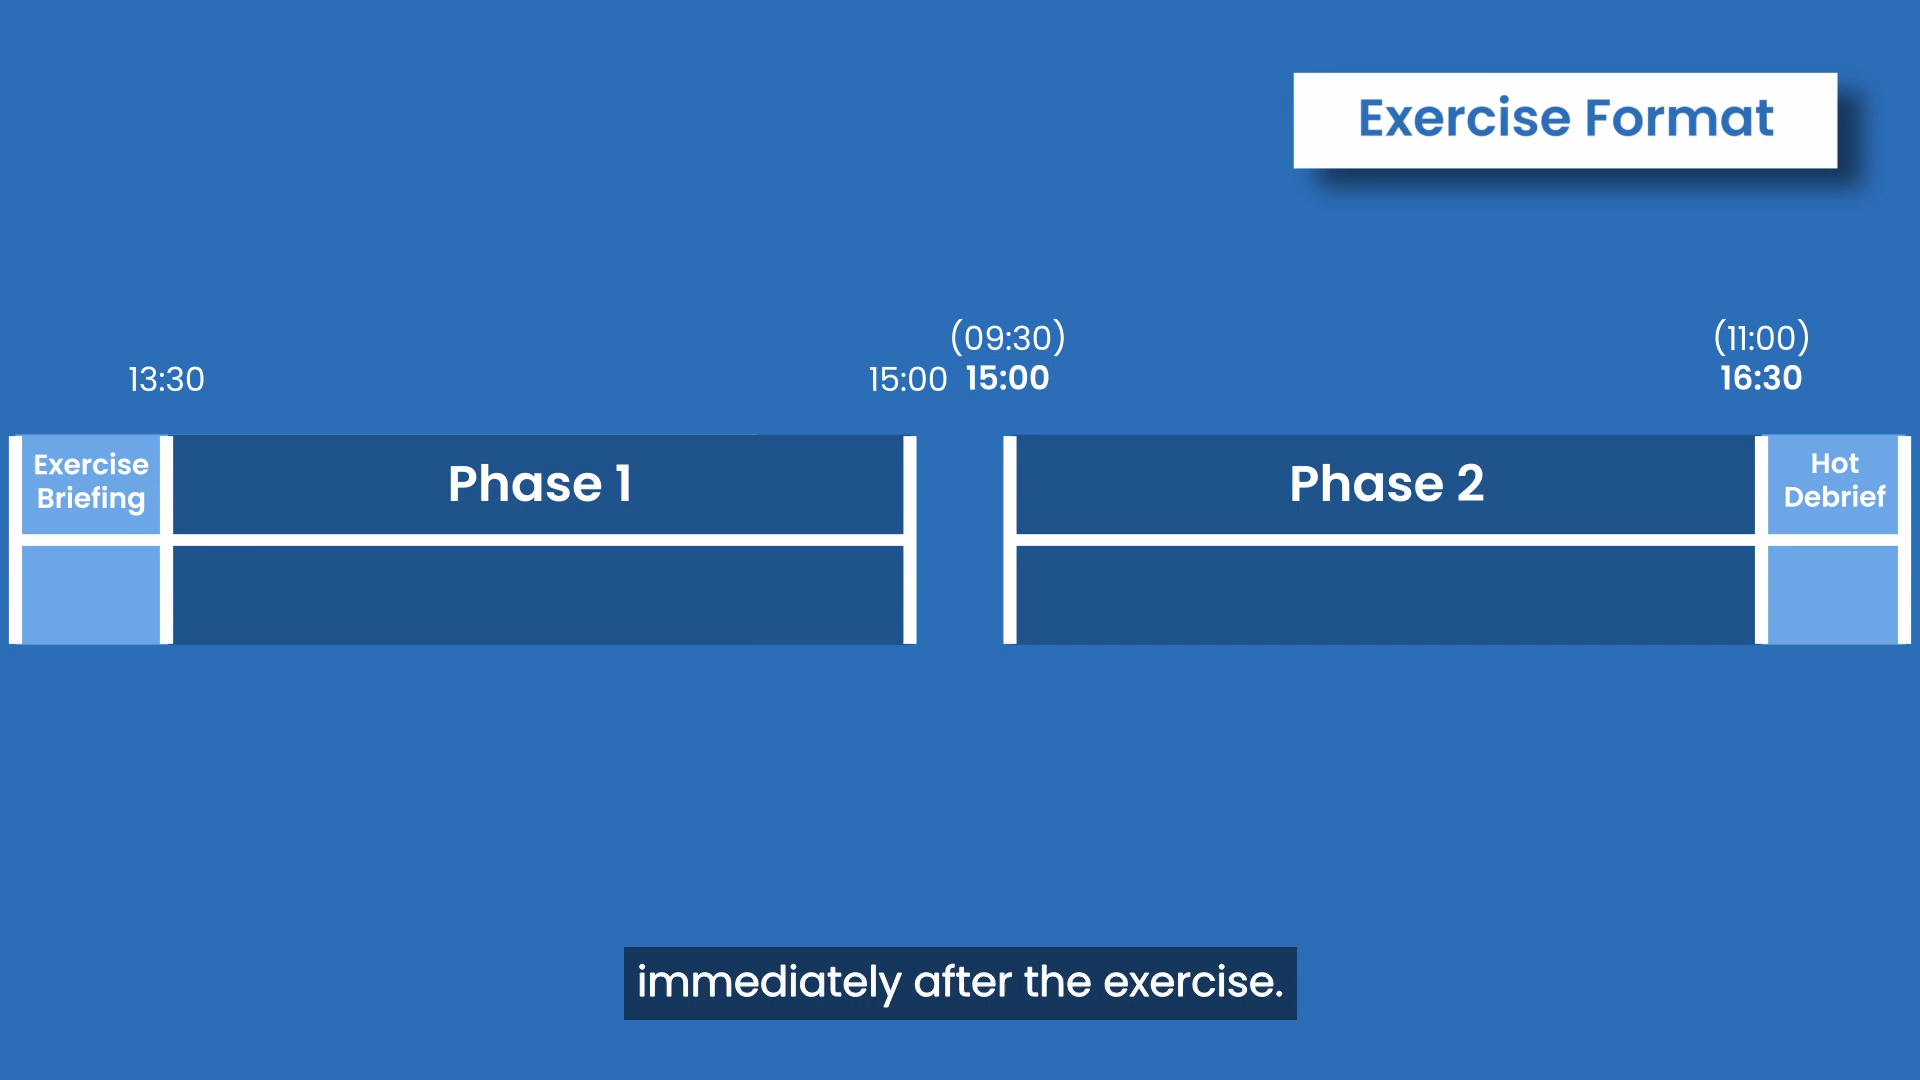 Exercise Format
(09:30)
(11:00)
13:30
15:00
15:00
16:30
Exercise
Briefing
Phase 1
Phase 2
Hot
Debrief
immediately after the exercise.